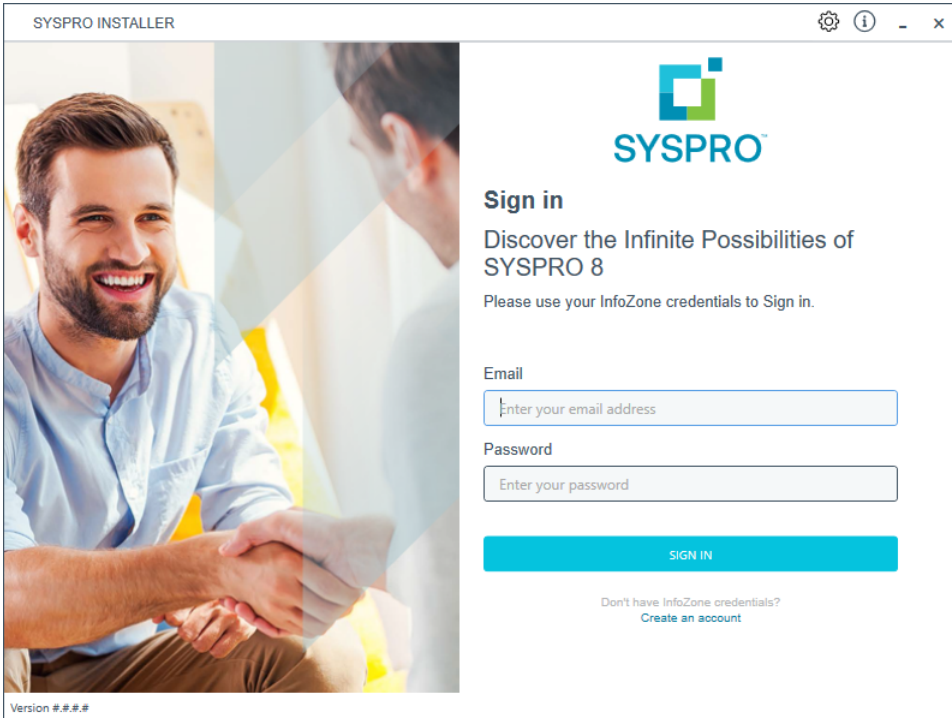 SYSPRO INSTALLER
SYSPRO™
Sign in
Discover the Infinite Possibilities of
SYSPRO 8
Please use your InfoZone credentials to Sign in.
Email
Enter your email address
Password
Enter your password
SIGN IN
Don't have InfoZone credentials?
Create an account
Version #.#.#.#